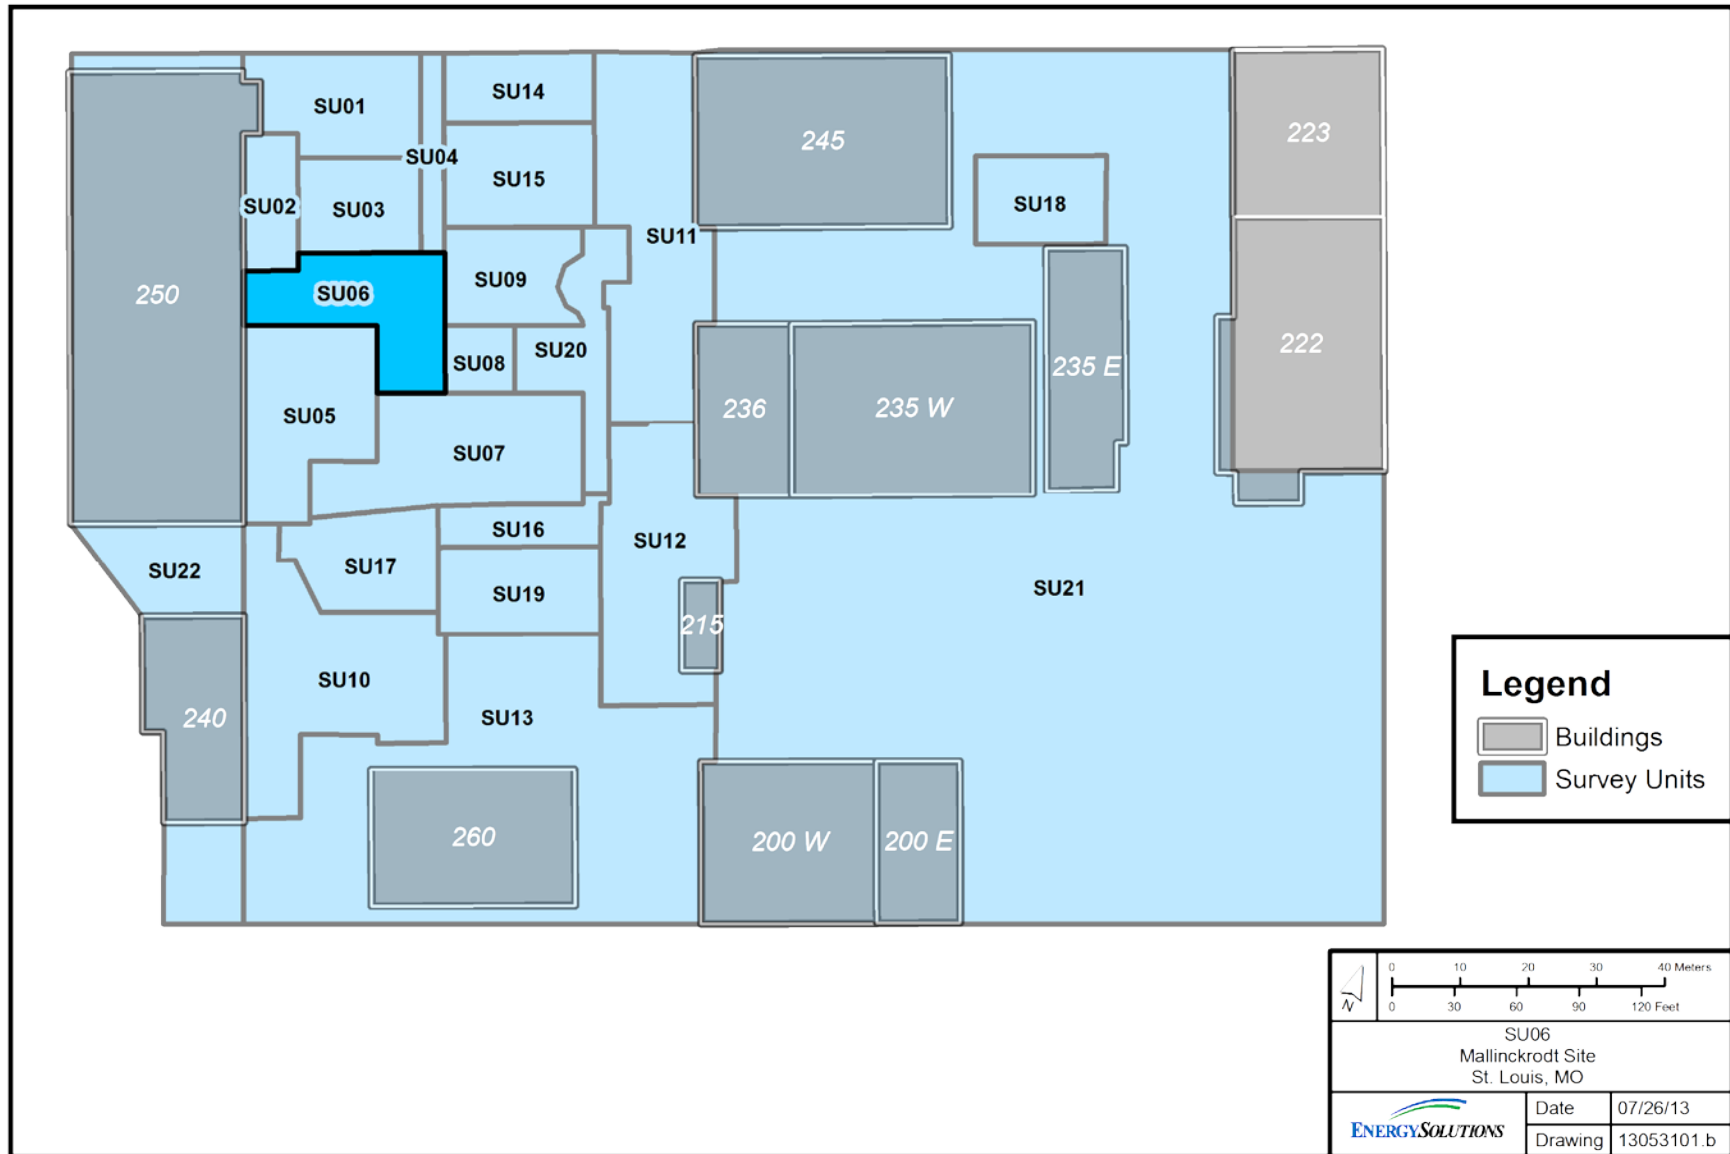 SU01
SU14
245
223
SU04
SU15
SU02
SU03
SU18
SU11
250
SU06
SU09
222
SU20
SU08
235 E
SU05
236
235 W
SU07
SU16
SU12
SU22
SU17
SU19
SU21
215
SU10
240
SU13
260
200 W
200 E
Legend
Buildings
Survey Units
N
0 10 20 30 40 Meters
0 30 60 90 120 Feet
SU06
Mallinckrodt Site
St. Louis, MO
ENERGYSOLUTIONS
Date 07/26/13
Drawing 13053101.b